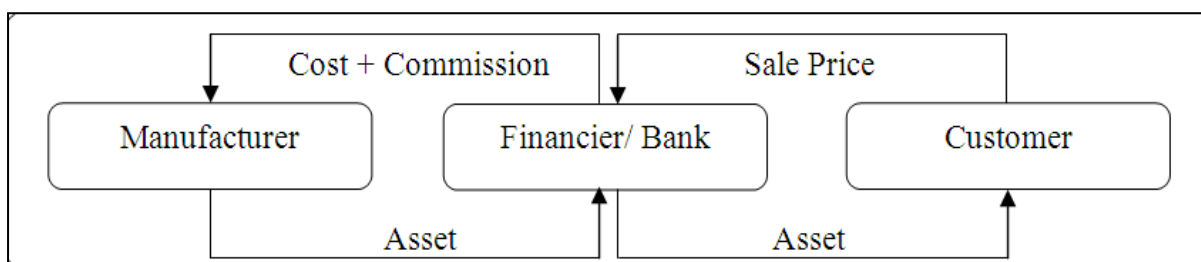 Cost + Commission
Sale Price
Manufacturer
Financier/ Bank
Customer
Asset
Asset